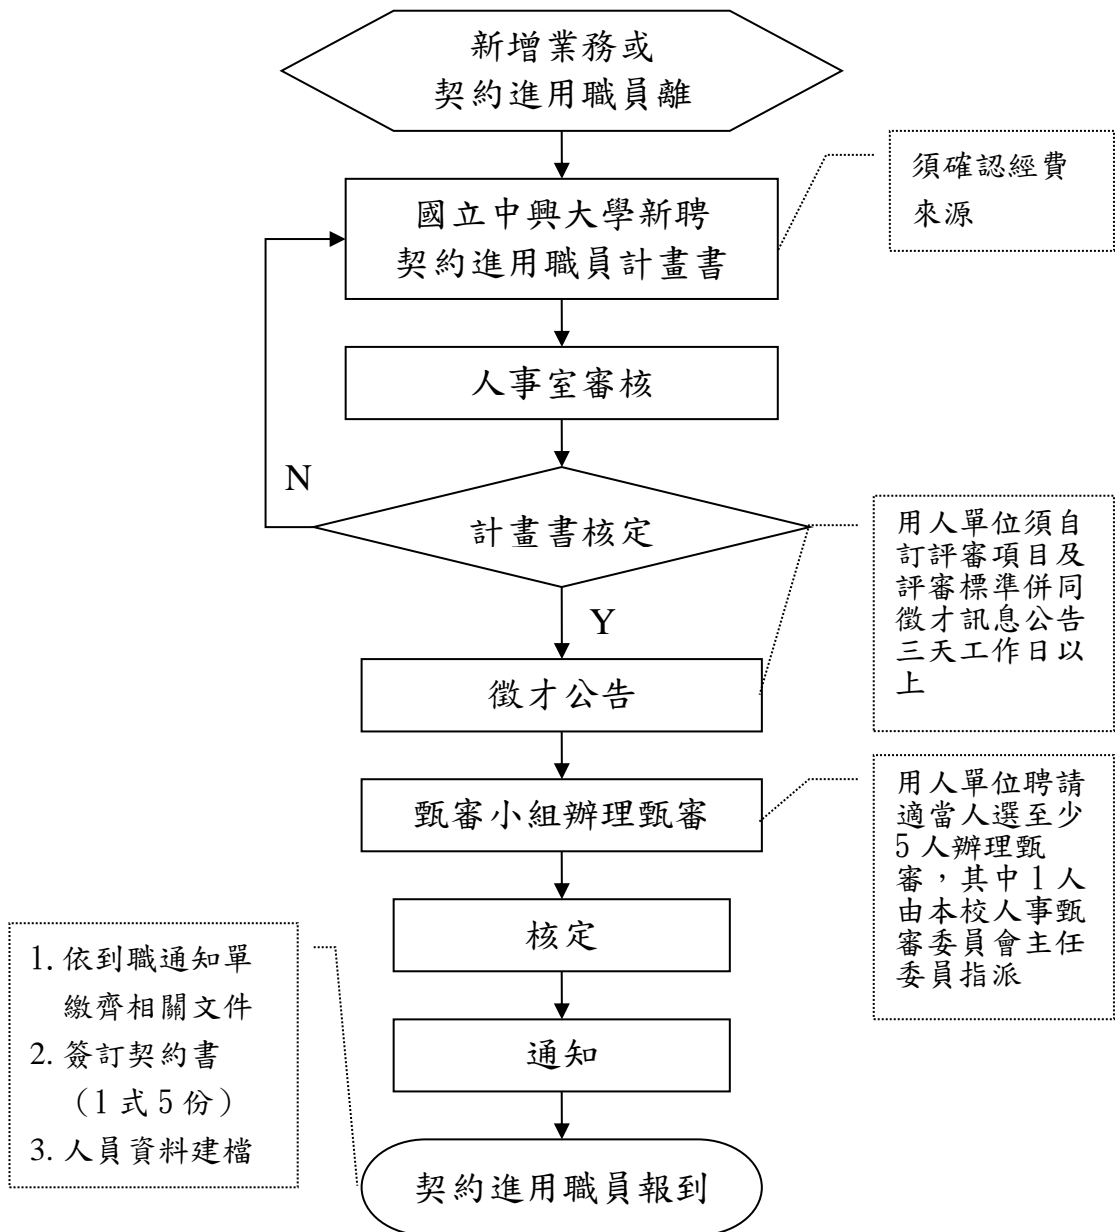 新增業務或
契約進用職員離
須確認經費
來源
國立中興大學新聘
契約進用職員計畫書
人事室審核
N
計畫書核定
用人單位須自
訂評審項目及
評審標準併同
徵才訊息公告
三天工作日以
上
Y
徵才公告
甄審小組辦理甄審
用人單位聘請
適當人選至少
5 人辦理甄
審，其中 1 人
由本校人事甄
審委員會主任
委員指派
核定
1. 依到職通知單
繳齊相關文件
2. 簽訂契約書
（1 式 5 份）
3. 人員資料建檔
通知
契約進用職員報到